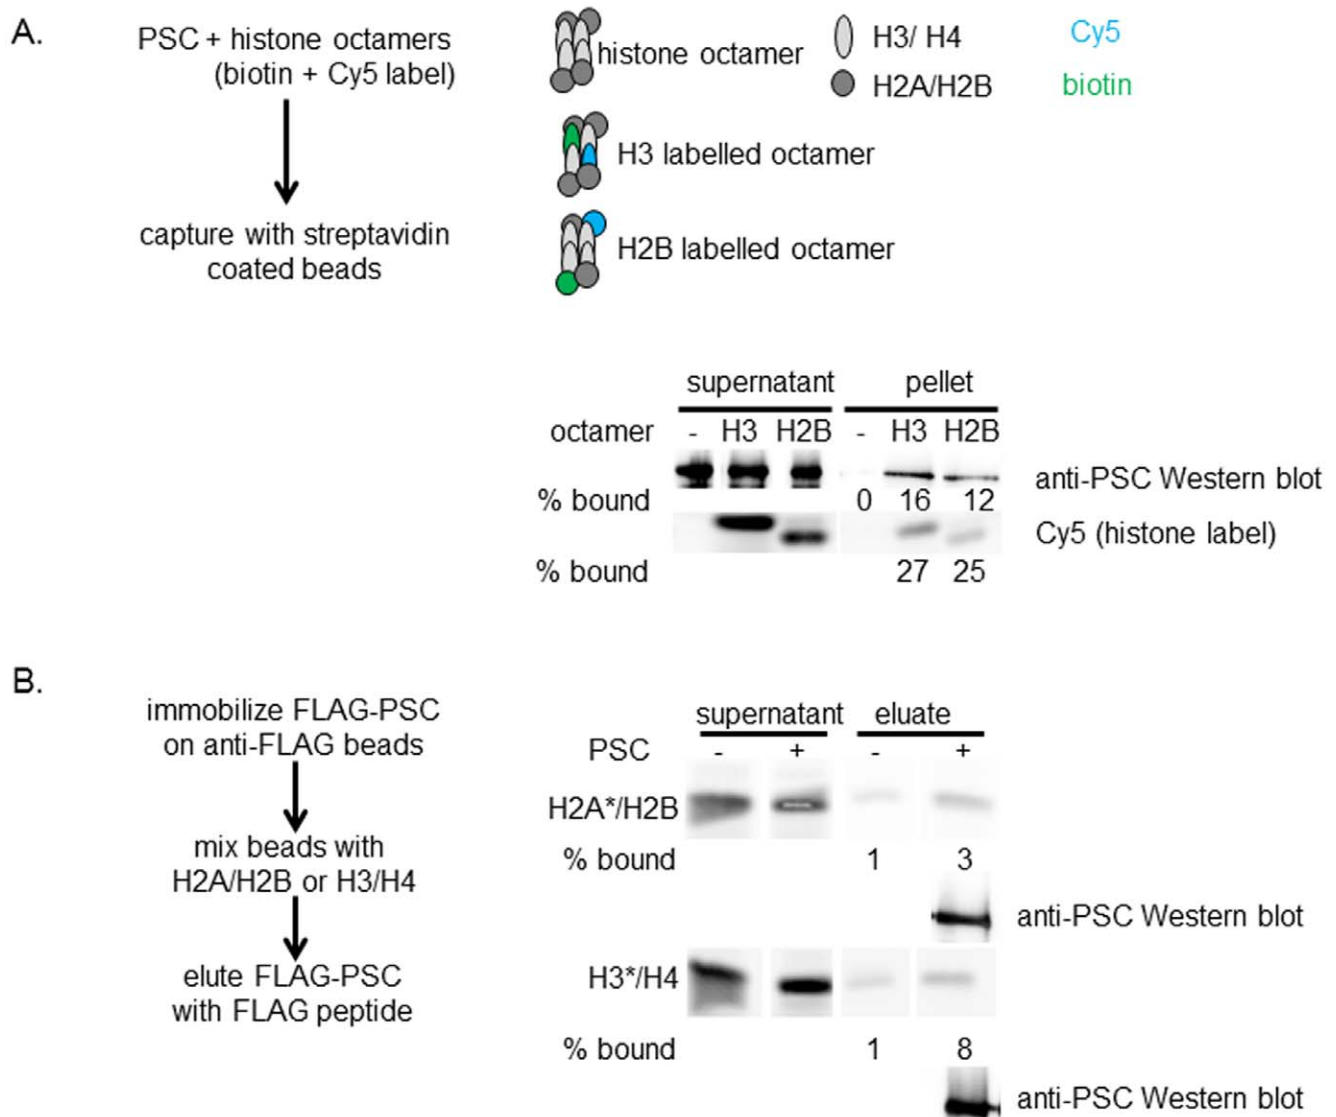 A.
PSC + histone octamers
(biotin + Cy5 label)
capture with streptavidin
coated beads
histone octamer
H3/ H4
H2A/H2B
Cy5
biotin
H3 labelled octamer
H2B labelled octamer
supernatant pellet
octamer - H3 H2B - H3 H2B
anti-PSC Western blot
% bound 0 16 12
Cy5 (histone label)
% bound 27 25
B.
immobilize FLAG-PSC
on anti-FLAG beads
mix beads with
H2A/H2B or H3/H4
elute FLAG-PSC
with FLAG peptide
supernatant eluate
PSC - + - +
H2A*/H2B
% bound 1 3
anti-PSC Western blot
H3*/H4
% bound 1 8
anti-PSC Western blot